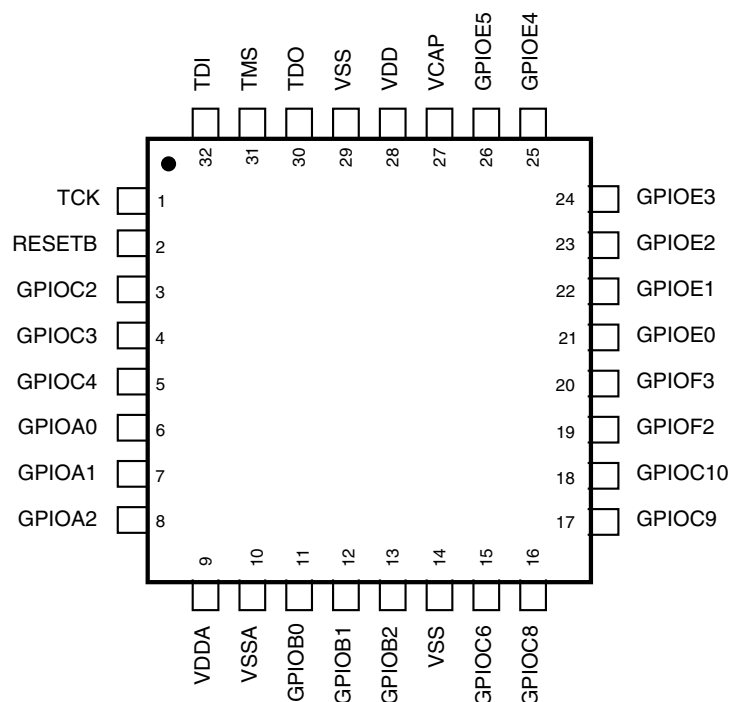 TDI TMS TDO VSS VDD VCAP GPIOE5 GPIOE4
32 31 30 29 28 27 26 25
TCK 1 24 GPIOE3
RESETB 2 23 GPIOE2
GPIOC2 3 22 GPIOE1
GPIOC3 4 21 GPIOE0
GPIOC4 5 20 GPIOF3
GPIOA0 6 19 GPIOF2
GPIOA1 7 18 GPIOC10
GPIOA2 8 17 GPIOC9
9 10 11 12 13 14 15 16
VDDA VSSA GPIOB0 GPIOB1 GPIOB2 VSS GPIOC6 GPIOC8